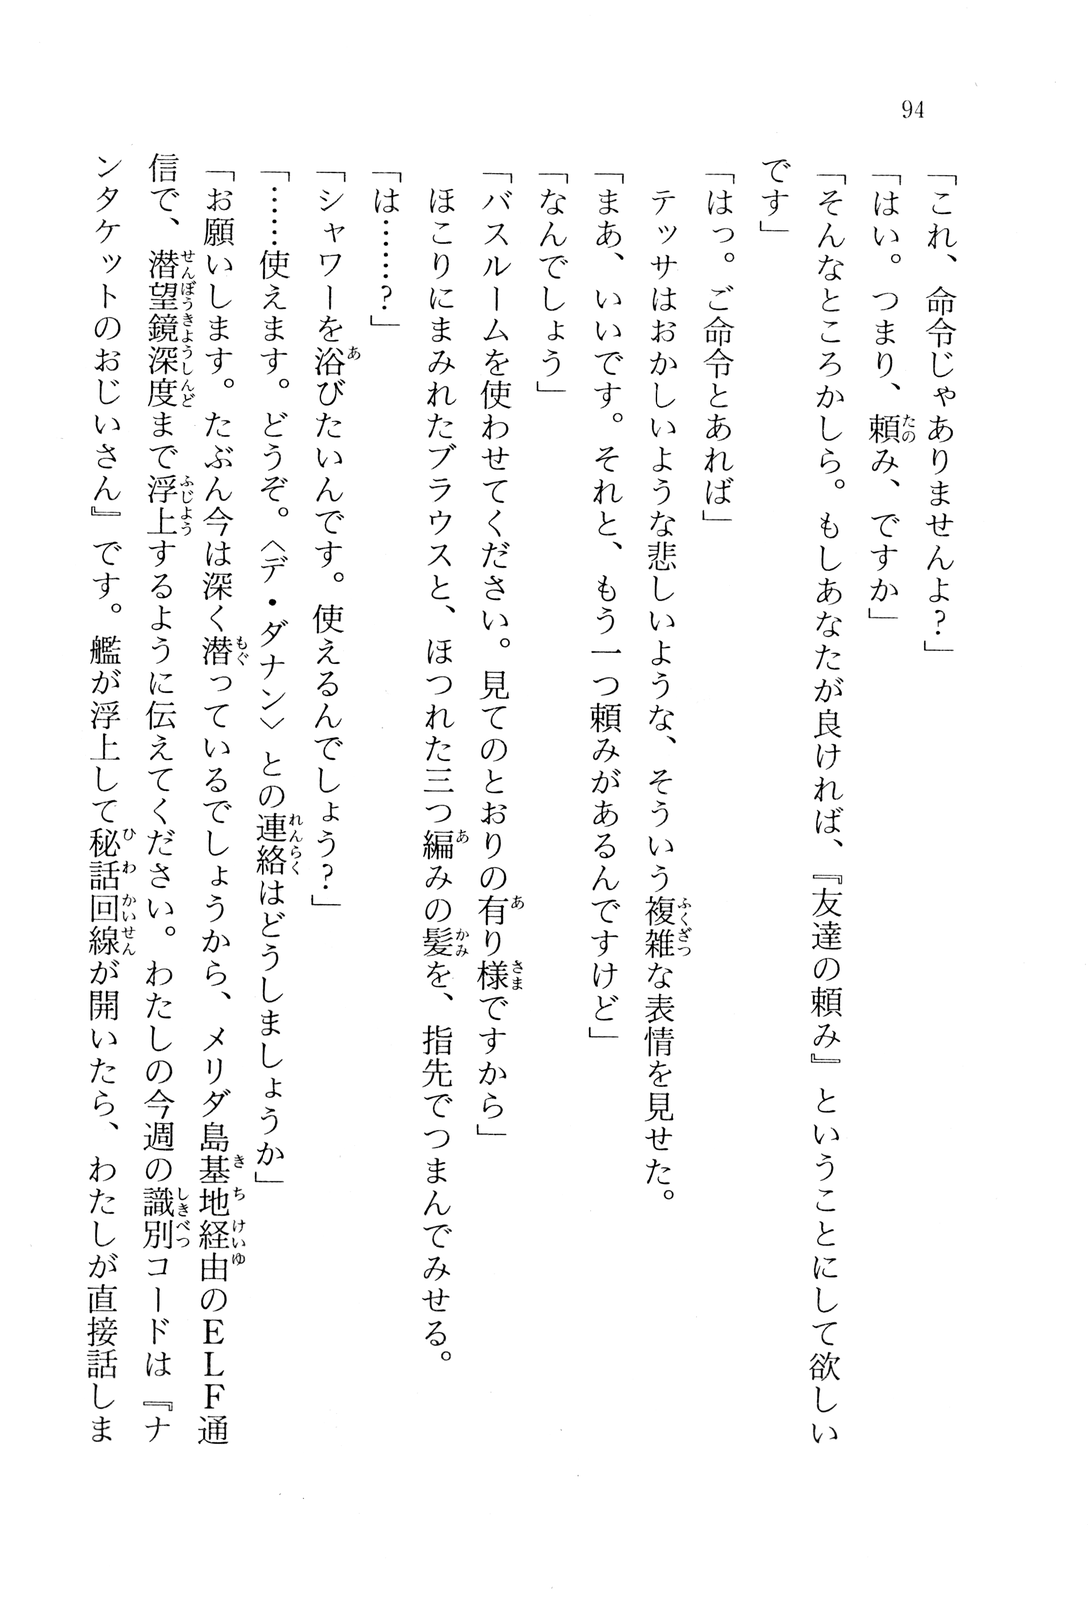 94
「これ、命令じゃありませんよ？」
「はい。つまり、頼み、ですか」
「そんなところかしら。もしあなたが良ければ、『友達の頼み』ということにして欲しい
です」
「はっ。ご命令とあれば」
　テッサはおかしいような悲しいような、そういう複雑な表情を見せた。
「まあ、いいです。それと、もう一つ頼みがあるんですけど」
「なんでしょう」
「バスルームを使わせてください。見てのとおりの有り様ですから」
　ほこりにまみれたブラウスと、ほつれた三つ編みの髪を、指先でつまんでみせる。
「は……？」
「シャワーを浴びたいんです。使えるんでしょう？」
「……使えます。どうぞ。〈デ・ダナン〉との連絡はどうしましょうか」
「お願いします。たぶん今は深く潜っているでしょうから、メリダ島基地経由のＥＬＦ通
信で、潜望鏡深度まで浮上するように伝えてください。わたしの今週の識別コードは『ナ
ンタケットのおじいさん』です。艦が浮上して秘話回線が開いたら、わたしが直接話しま